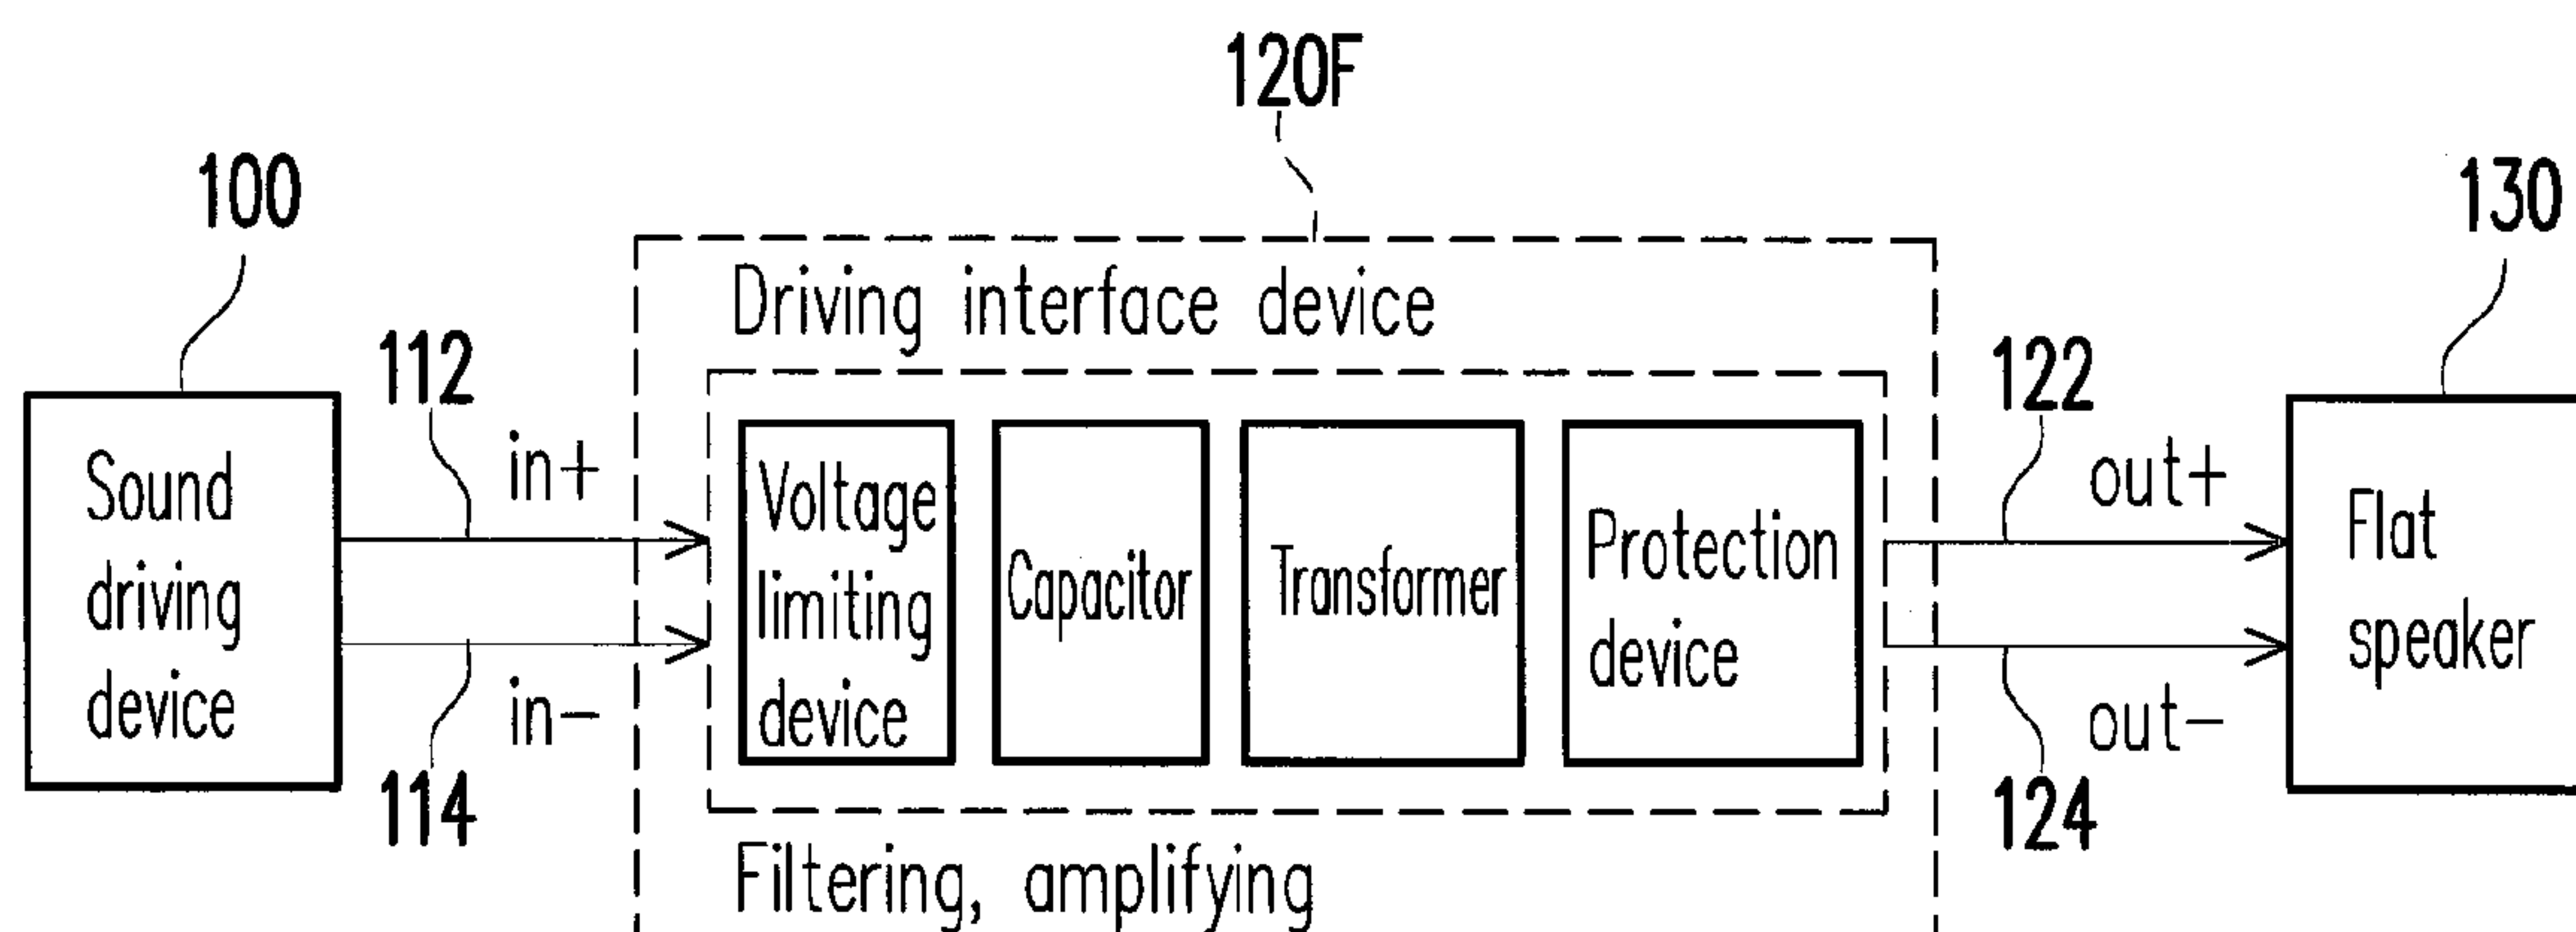 120F
100
130
Driving interface device
112
122
in+
out+
Sound
driving
device
Voltage
limiting
device
Capacitor
Transformer
Protection
device
Flat
speaker
in-
out-
114
124
Filtering, amplifying